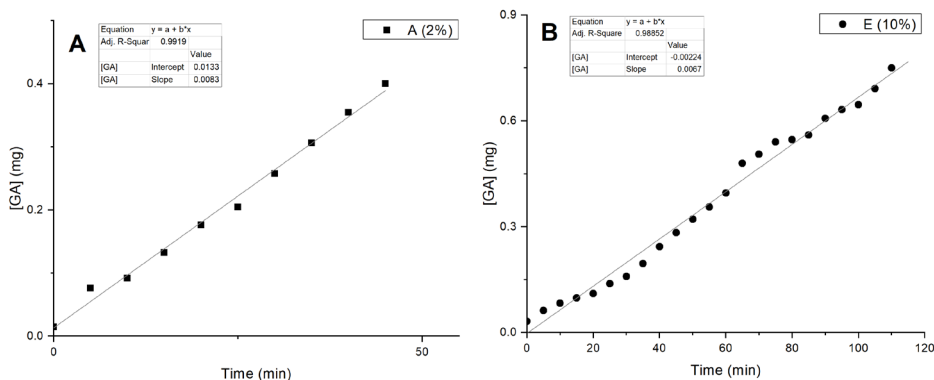 A
Equation y = a + b*x
Adj. R-Squar 0.9919
Value
[GA] Intercept 0.0133
[GA] Slope 0.0083
A (2%)
0.4
0.2
0.0
[GA] (mg)
0 50
Time (min)
B
Equation y = a + b*x
Adj. R-Square 0.98852
Value
[GA] Intercept -0.00224
[GA] Slope 0.0067
E (10%)
0.9
0.6
0.3
0.0
[GA] (mg)
0 20 40 60 80 100 120
Time (min)